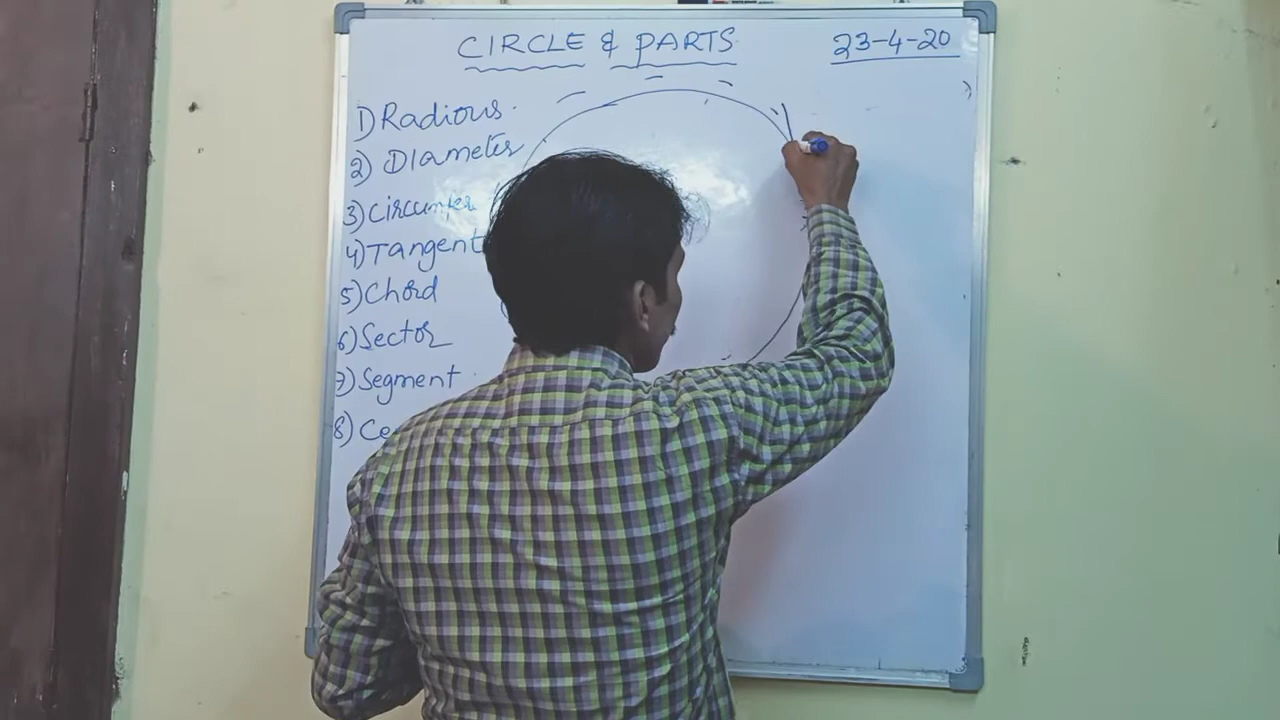 CIRCLE & PARTS
23-4-20
1) Radious
2) Diameter
3) Circumfer
4) Tangent
5) Chord
6) Sector
7) Segment
8) Ce